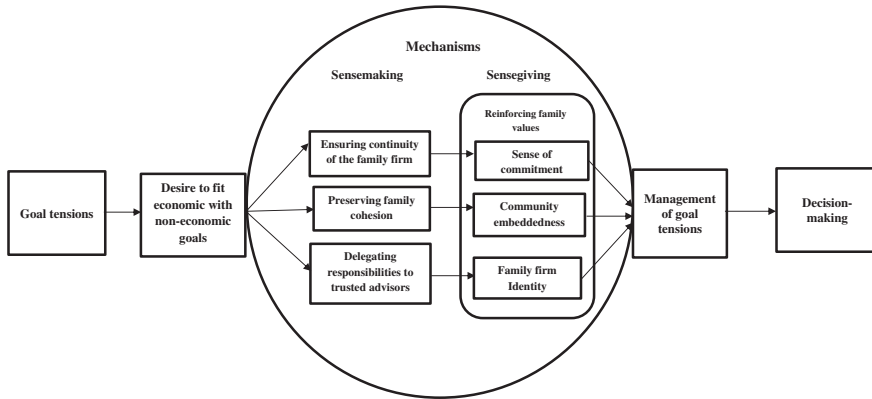 Mechanisms
Sensemaking
Sensegiving
Reinforcing family
values
Ensuring continuity
of the family firm
Sense of
commitment
Goal tensions
Desire to fit
economic with
non-economic
goals
Preserving family
cohesion
Community
embeddedness
Management
of goal
tensions
Decision-
making
Delegating
responsibilities to
trusted advisors
Family firm
Identity